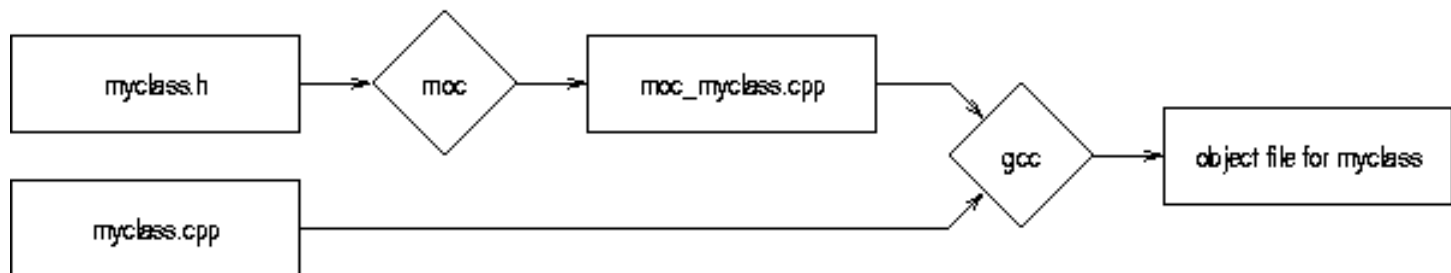 myclass.h
moc
moc_myclass.cpp
gcc
object file for myclass
myclass.cpp